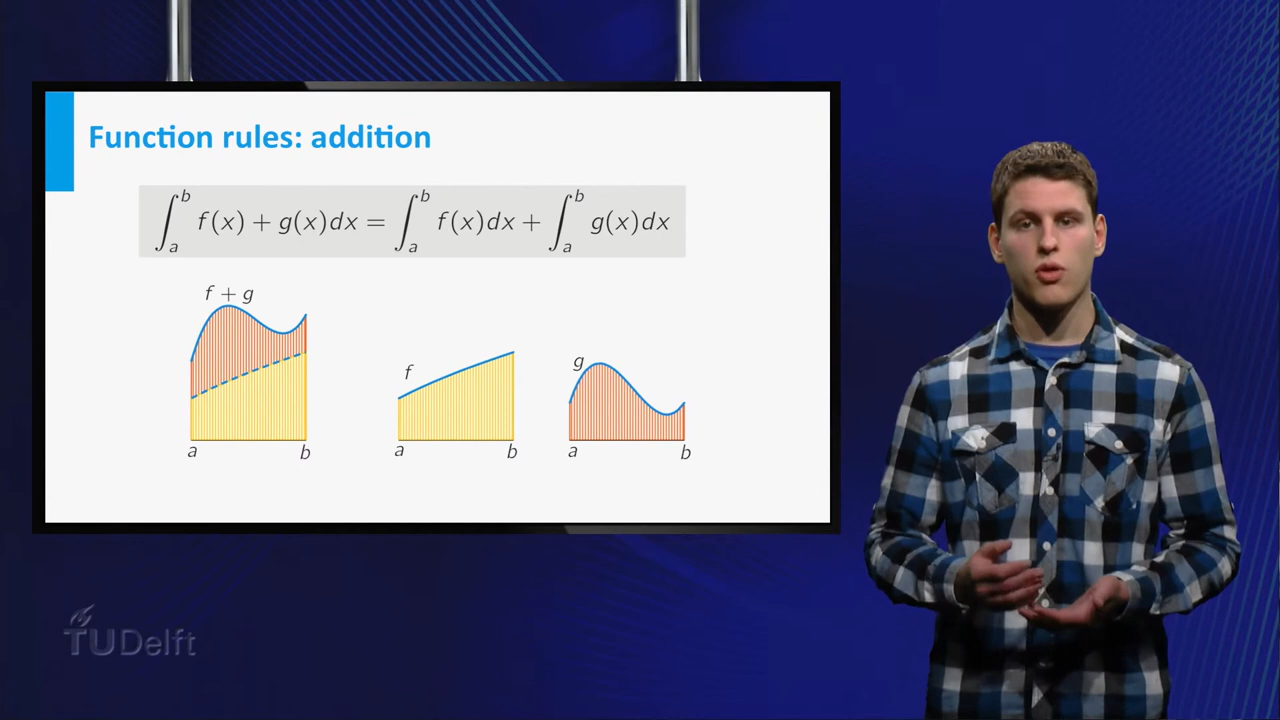 Function rules: addition
∫_a^b f(x) + g(x)dx = ∫_a^b f(x)dx + ∫_a^b g(x)dx
f + g
f
g
a b a b a b
TUDelft